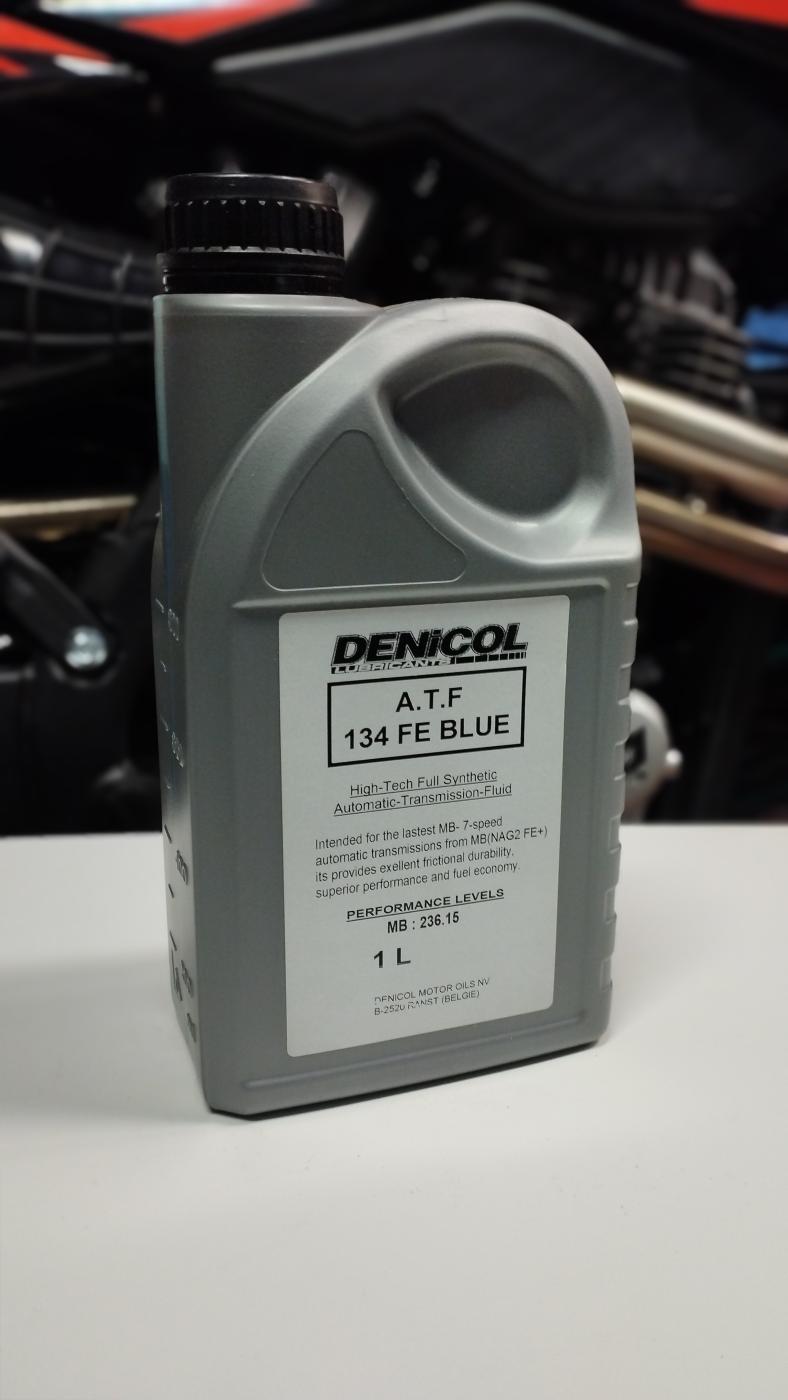 DENiCOL
LUBRICANTS
A.T.F
134 FE BLUE
High-Tech Full Synthetic
Automatic-Transmission-Fluid
Intended for the lastest MB- 7-speed
automatic transmissions from MB(NAG2 FE+)
its provides exellent frictional durability,
superior performance and fuel economy.
PERFORMANCE LEVELS
MB : 236.15
1 L
DENICOL MOTOR OILS NV
B-2520 RANST (BELGIE)